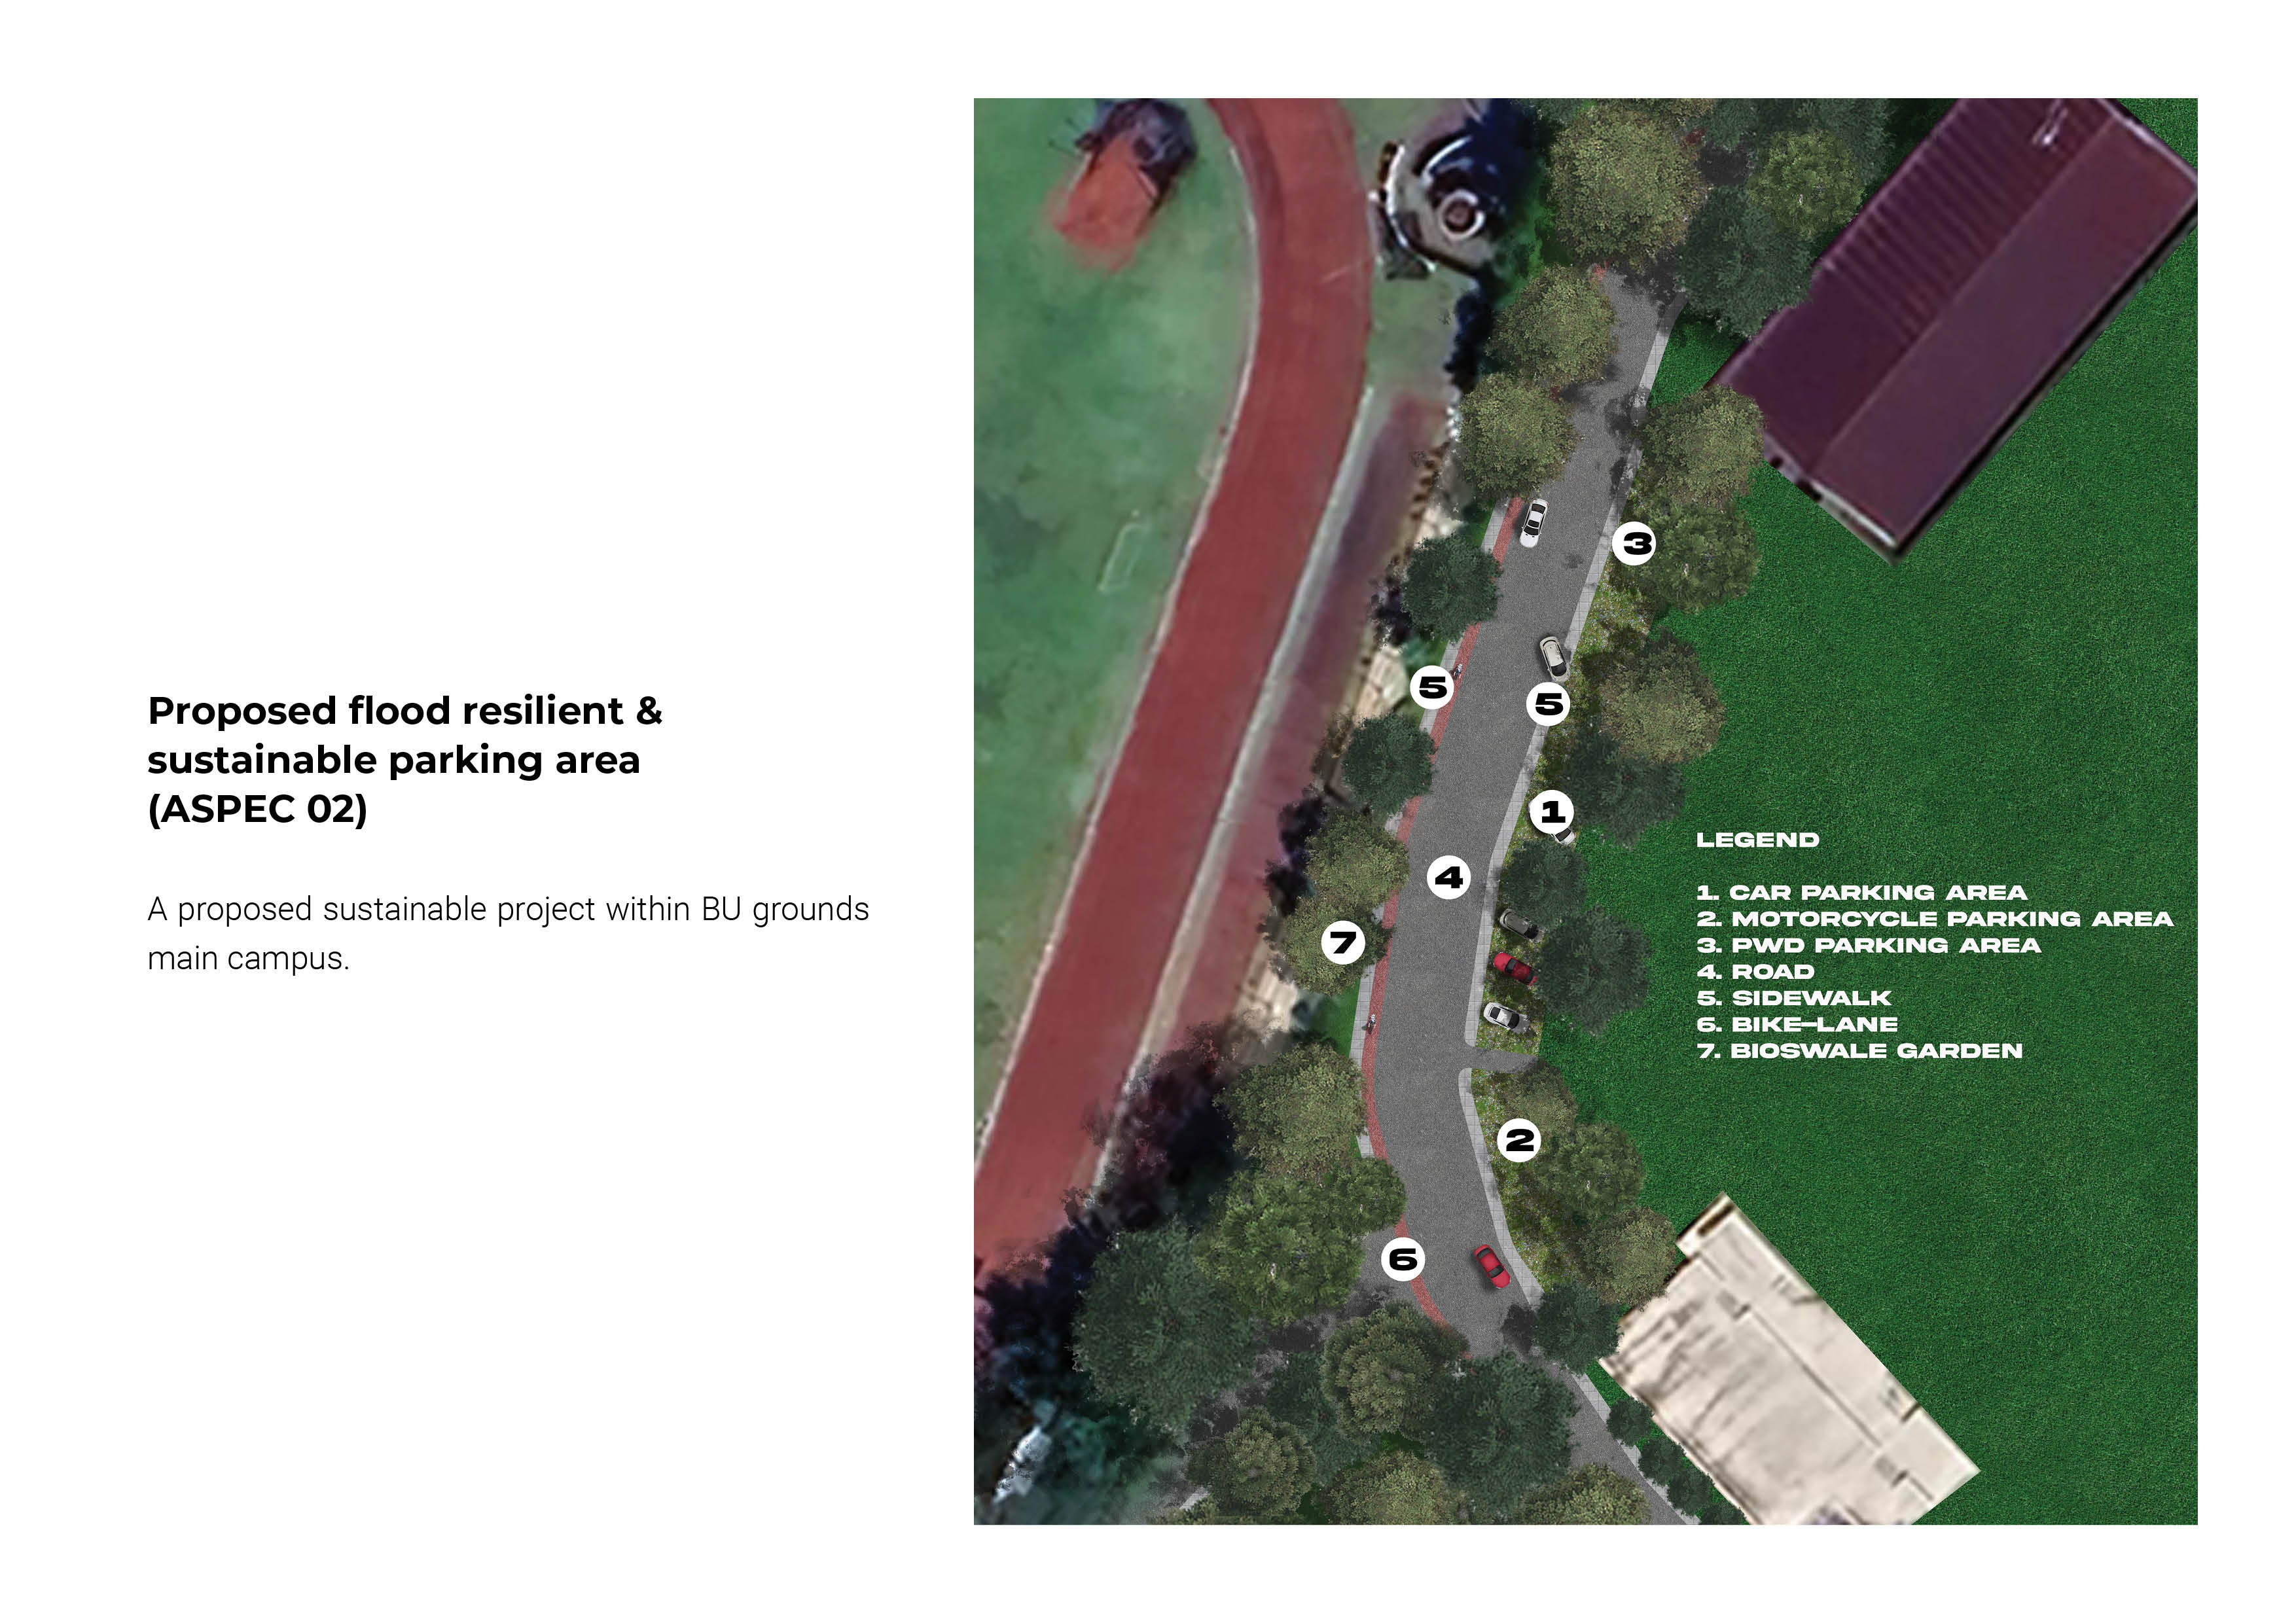 Proposed flood resilient &
sustainable parking area
(ASPEC 02)
A proposed sustainable project within BU grounds
main campus.
3
5
5
1
4
7
2
6
LEGEND
1. CAR PARKING AREA
2. MOTORCYCLE PARKING AREA
3. PWD PARKING AREA
4. ROAD
5. SIDEWALK
6. BIKE-LANE
7. BIOSWALE GARDEN